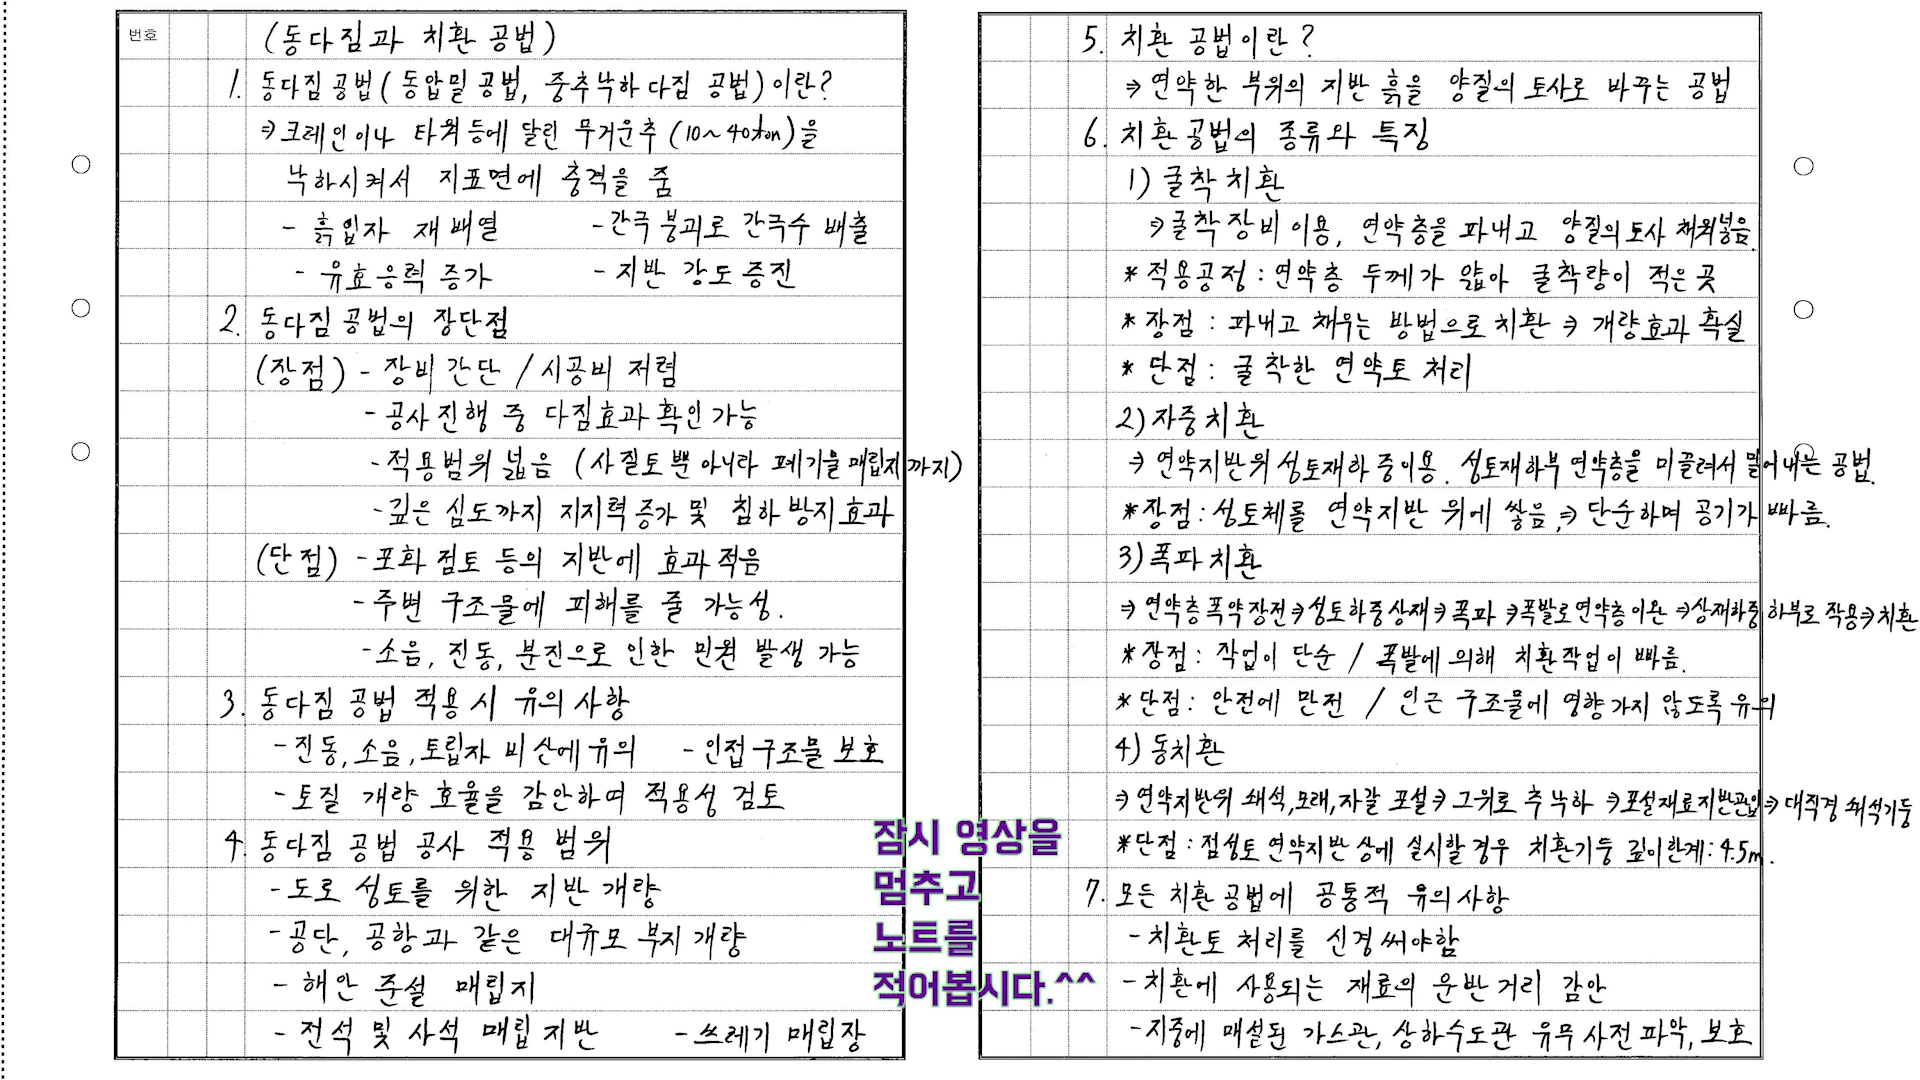 번호
(동다짐과 치환 공법)
1. 동다짐공법(동압밀공법, 중추낙하다짐 공법)이란?
⇒크레인이나 타워등에 달린 무거운추 (10~40ton)을
낙하시켜서 지표면에 충격을 줌
- 흙입자 재배열 -간극붕괴로 간극수 배출
- 유효응력 증가 - 지반 강도 증진
2. 동다짐 공법의 장단점
(장점) - 장비 간단 / 시공비 저렴
- 공사진행 중 다짐효과 확인가능
-적용범위 넓음 (사질토뿐 아니라 폐기물매립지까지)
-깊은 심도까지 지지력증가 및 침하방지효과
(단점) -포화점토 등의 지반에 효과적음
-주변 구조물에 피해를 줄 가능성.
-소음, 진동, 분진으로 인한 민원 발생 가능
3. 동다짐 공법 적용시 유의사항
-진동,소음,토립자 비산에유의 -인접구조물 보호
-토질 개량 효율을 감안하여 적용성 검토
4. 동다짐 공법 공사 적용 범위
-도로 성토를 위한 지반개량
-공단, 공항과 같은 대규모 부지개량
- 해안 준설 매립지
- 전석 및 사석 매립지반 -쓰레기 매립장
5. 치환 공법이란?
⇒연약한 부위의 지반 흙을 양질의 토사로 바꾸는 공법
6. 치환공법의 종류와 특징
1) 굴착치환
⇒굴착장비이용, 연약층을 파내고 양질의토사 채워넣음.
*적용공정:연약층 두께가 얇아 굴착량이 적은곳
*장점: 파내고 채우는 방법으로치환⇒개량효과 확실
* 단점: 굴착한 연약토 처리
2)자중치환
⇒ 연약지반위 성토재하중이용. 성토재하부 연약층을 미끌려서 밀어내는 공법.
*장점:성토체를 연약지반 위에 쌓음,⇒단순하며 공기가 빠름.
3)폭파치환
⇒연약층폭약장전⇒성토하중상재⇒폭파⇒폭발로연약층이완⇒상재하중 하부로 작용⇒치환
*장점: 작업이 단순 / 폭발에 의해 치환작업이 빠름.
*단점: 안전에 만전 / 인근 구조물에 영향가지 않도록 유의
4) 동치환
⇒연약지반위 쇄석,모래,자갈 포설⇒그위로 추 낙하 ⇒포설재료지반관입⇒대직경 쇄석기둥
*단점:점성토 연약지반상에 실시할경우 치환기둥 깊이한계:4.5m.
7. 모든 치환공법에 공통적 유의사항
-치환토 처리를 신경써야함
-치환에 사용되는 재료의 운반거리 감안
-지중에 매설된 가스관,상하수도관 유무 사전 파악, 보호
잠시 영상을
멈추고
노트를
적어봅시다.^^